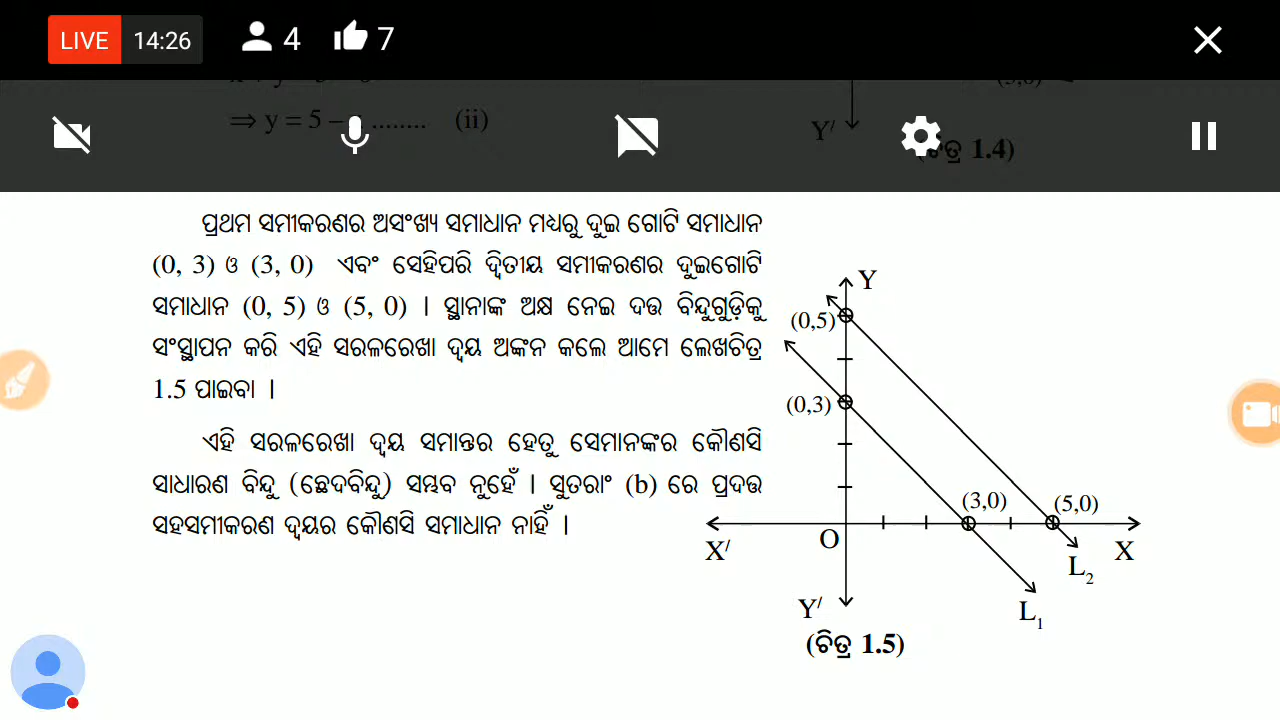 LIVE 14:26 4 7
⇒ y = 5 – ........ (ii)
Y/
(ଚିତ୍ର 1.4)
ପ୍ରଥମ ସମୀକରଣର ଅସଂଖ୍ୟ ସମାଧାନ ମଧ୍ୟରୁ ଦୁଇ ଗୋଟି ସମାଧାନ
(0, 3) ଓ (3, 0) ଏବଂ ସେହିପରି ଦ୍ୱିତୀୟ ସମୀକରଣର ଦୁଇଗୋଟି
ସମାଧାନ (0, 5) ଓ (5, 0) । ସ୍ଥାନାଙ୍କ ଅକ୍ଷ ନେଇ ଦତ୍ତ ବିନ୍ଦୁଗୁଡ଼ିକୁ
ସଂସ୍ଥାପନ କରି ଏହି ସରଳରେଖା ଦ୍ୱୟ ଅଙ୍କନ କଲେ ଆମେ ଲେଖଚିତ୍ର
1.5 ପାଇବା ।
ଏହି ସରଳରେଖା ଦ୍ୱୟ ସମାନ୍ତର ହେତୁ ସେମାନଙ୍କର କୌଣସି
ସାଧାରଣ ବିନ୍ଦୁ (ଛେଦବିନ୍ଦୁ) ସମ୍ଭବ ନୁହେଁ । ସୁତରାଂ (b) ରେ ପ୍ରଦତ୍ତ
ସହସମୀକରଣ ଦ୍ୱୟର କୌଣସି ସମାଧାନ ନାହିଁ ।
Y
(0,5)
(0,3)
(3,0) (5,0)
X/ O X
L2
Y/ L1
(ଚିତ୍ର 1.5)